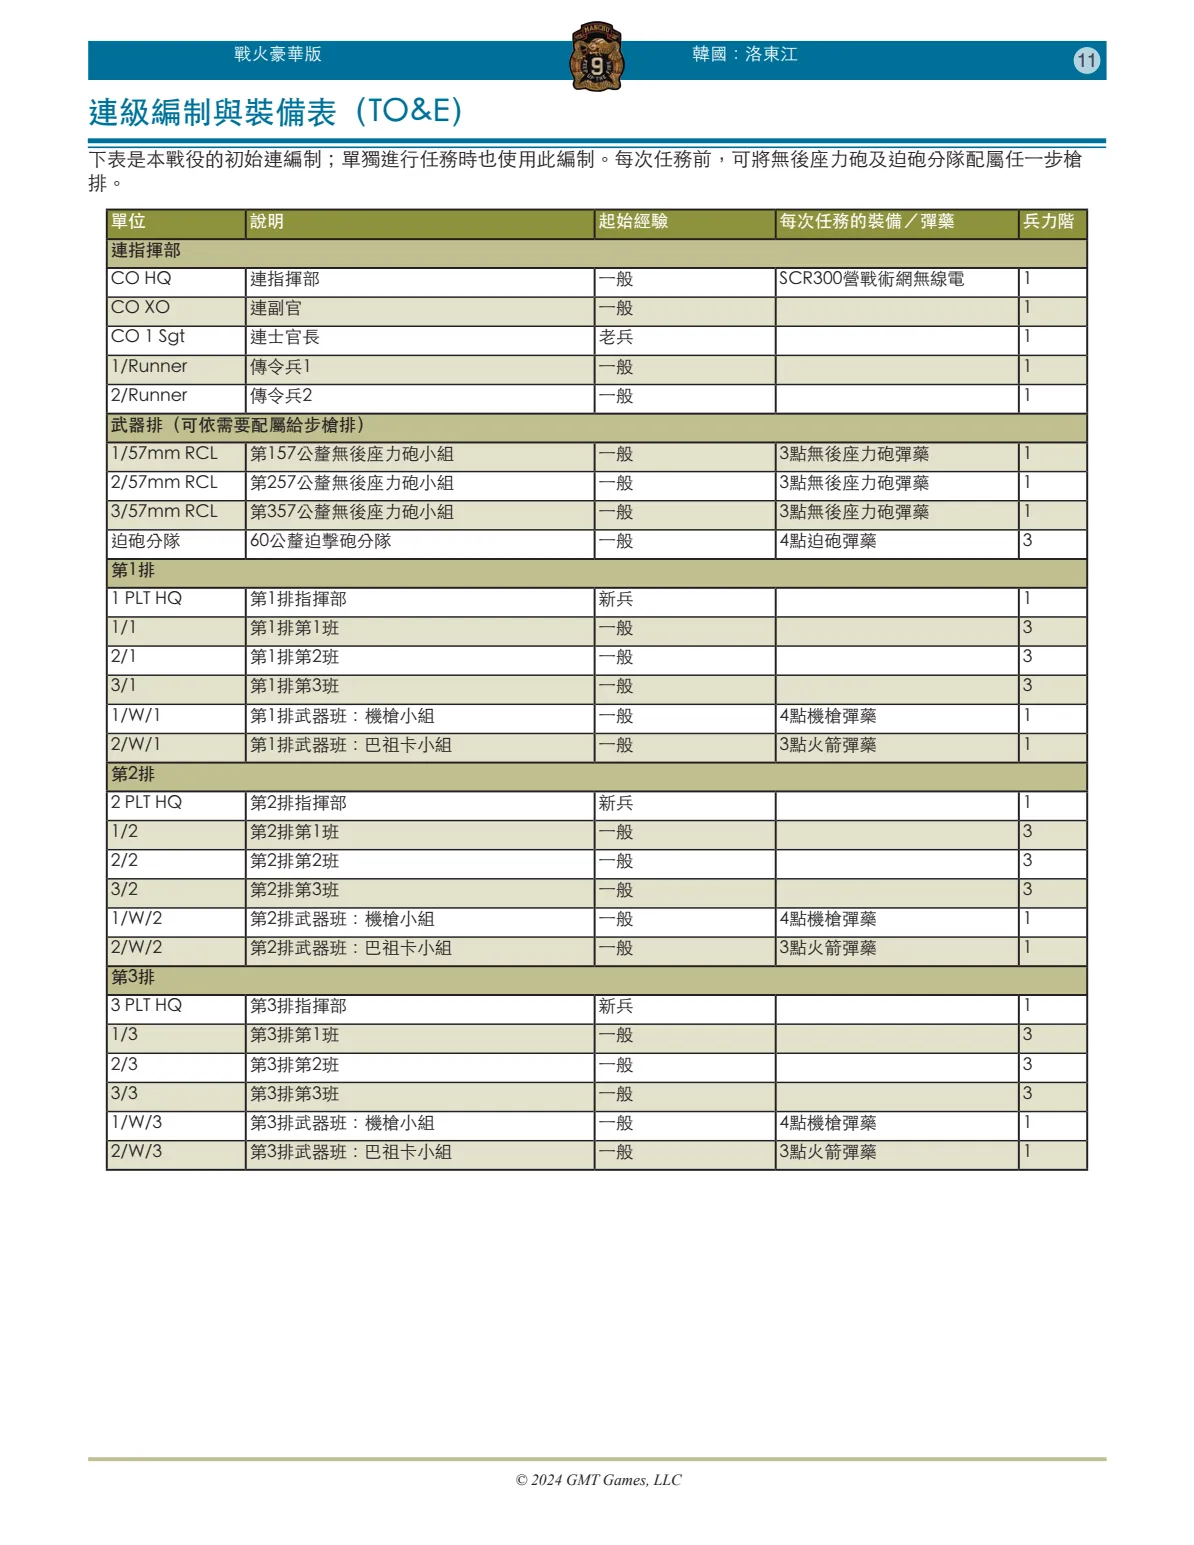 戰火豪華版
韓國：洛東江
11
MANCHU
9
連級編制與裝備表（TO&E）
下表是本戰役的初始連編制；單獨進行任務時也使用此編制。每次任務前，可將無後座力砲及迫砲分隊配屬任一步槍
排。
單位 說明 起始經驗 每次任務的裝備／彈藥 兵力階
連指揮部
CO HQ 連指揮部 一般 SCR300營戰術網無線電 1
CO XO 連副官 一般 1
CO 1 Sgt 連士官長 老兵 1
1/Runner 傳令兵1 一般 1
2/Runner 傳令兵2 一般 1
武器排（可依需要配屬給步槍排）
1/57mm RCL 第157公釐無後座力砲小組 一般 3點無後座力砲彈藥 1
2/57mm RCL 第257公釐無後座力砲小組 一般 3點無後座力砲彈藥 1
3/57mm RCL 第357公釐無後座力砲小組 一般 3點無後座力砲彈藥 1
迫砲分隊 60公釐迫擊砲分隊 一般 4點迫砲彈藥 3
第1排
1 PLT HQ 第1排指揮部 新兵 1
1/1 第1排第1班 一般 3
2/1 第1排第2班 一般 3
3/1 第1排第3班 一般 3
1/W/1 第1排武器班：機槍小組 一般 4點機槍彈藥 1
2/W/1 第1排武器班：巴祖卡小組 一般 3點火箭彈藥 1
第2排
2 PLT HQ 第2排指揮部 新兵 1
1/2 第2排第1班 一般 3
2/2 第2排第2班 一般 3
3/2 第2排第3班 一般 3
1/W/2 第2排武器班：機槍小組 一般 4點機槍彈藥 1
2/W/2 第2排武器班：巴祖卡小組 一般 3點火箭彈藥 1
第3排
3 PLT HQ 第3排指揮部 新兵 1
1/3 第3排第1班 一般 3
2/3 第3排第2班 一般 3
3/3 第3排第3班 一般 3
1/W/3 第3排武器班：機槍小組 一般 4點機槍彈藥 1
2/W/3 第3排武器班：巴祖卡小組 一般 3點火箭彈藥 1
© 2024 GMT Games, LLC